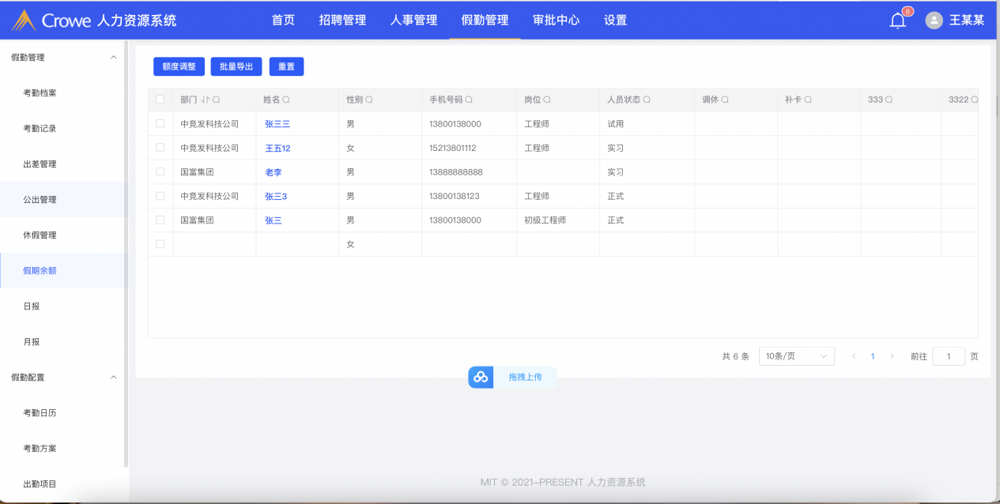 Crowe 人力资源系统 首页 招聘管理 人事管理 假勤管理 审批中心 设置 8 王某某
假勤管理
考勤档案
考勤记录
出差管理
公出管理
休假管理
假期余额
日报
月报
假勤配置
考勤日历
考勤方案
出勤项目
额度调整 批量导出 重置
部门 姓名 性别 手机号码 岗位 人员状态 调休 补卡 333 3322
中竞发科技公司 张三三 男 13800138000 工程师 试用
中竞发科技公司 王五12 女 15213801112 工程师 实习
国富集团 老李 男 13888888888 实习
中竞发科技公司 张三3 男 13800138123 工程师 正式
国富集团 张三 男 13800138000 初级工程师 正式
女
共 6 条 10条/页 1 前往 1 页
拖拽上传
MIT © 2021-PRESENT 人力资源系统